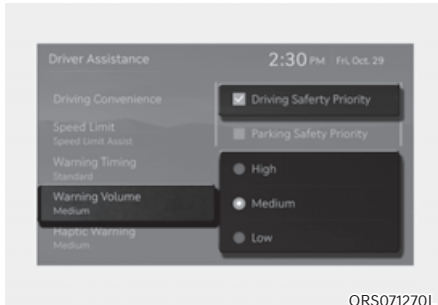 Driver Assistance
2:30 PM Fri, Oct. 29
Driving Convenience
Driving Saferty Priority
Speed Limit
Speed Limit Assist
Parking Safety Priority
Warning Timing
Standard
High
Warning Volume
Medium
Medium
Haptic Warning
Medium
Low
ORS071270L